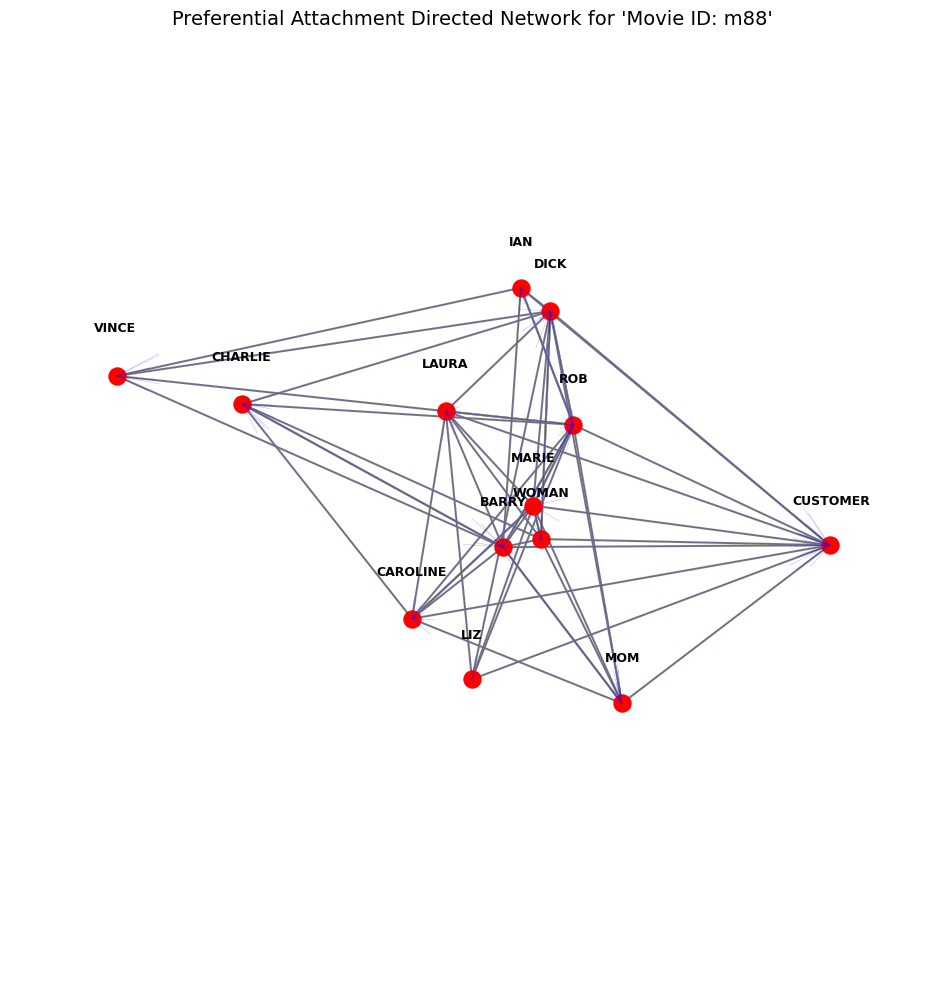 Preferential Attachment Directed Network for 'Movie ID: m88'
IAN
DICK
VINCE
CHARLIE
LAURA
ROB
MARIE
WOMAN
BARRY
CUSTOMER
CAROLINE
LIZ
MOM